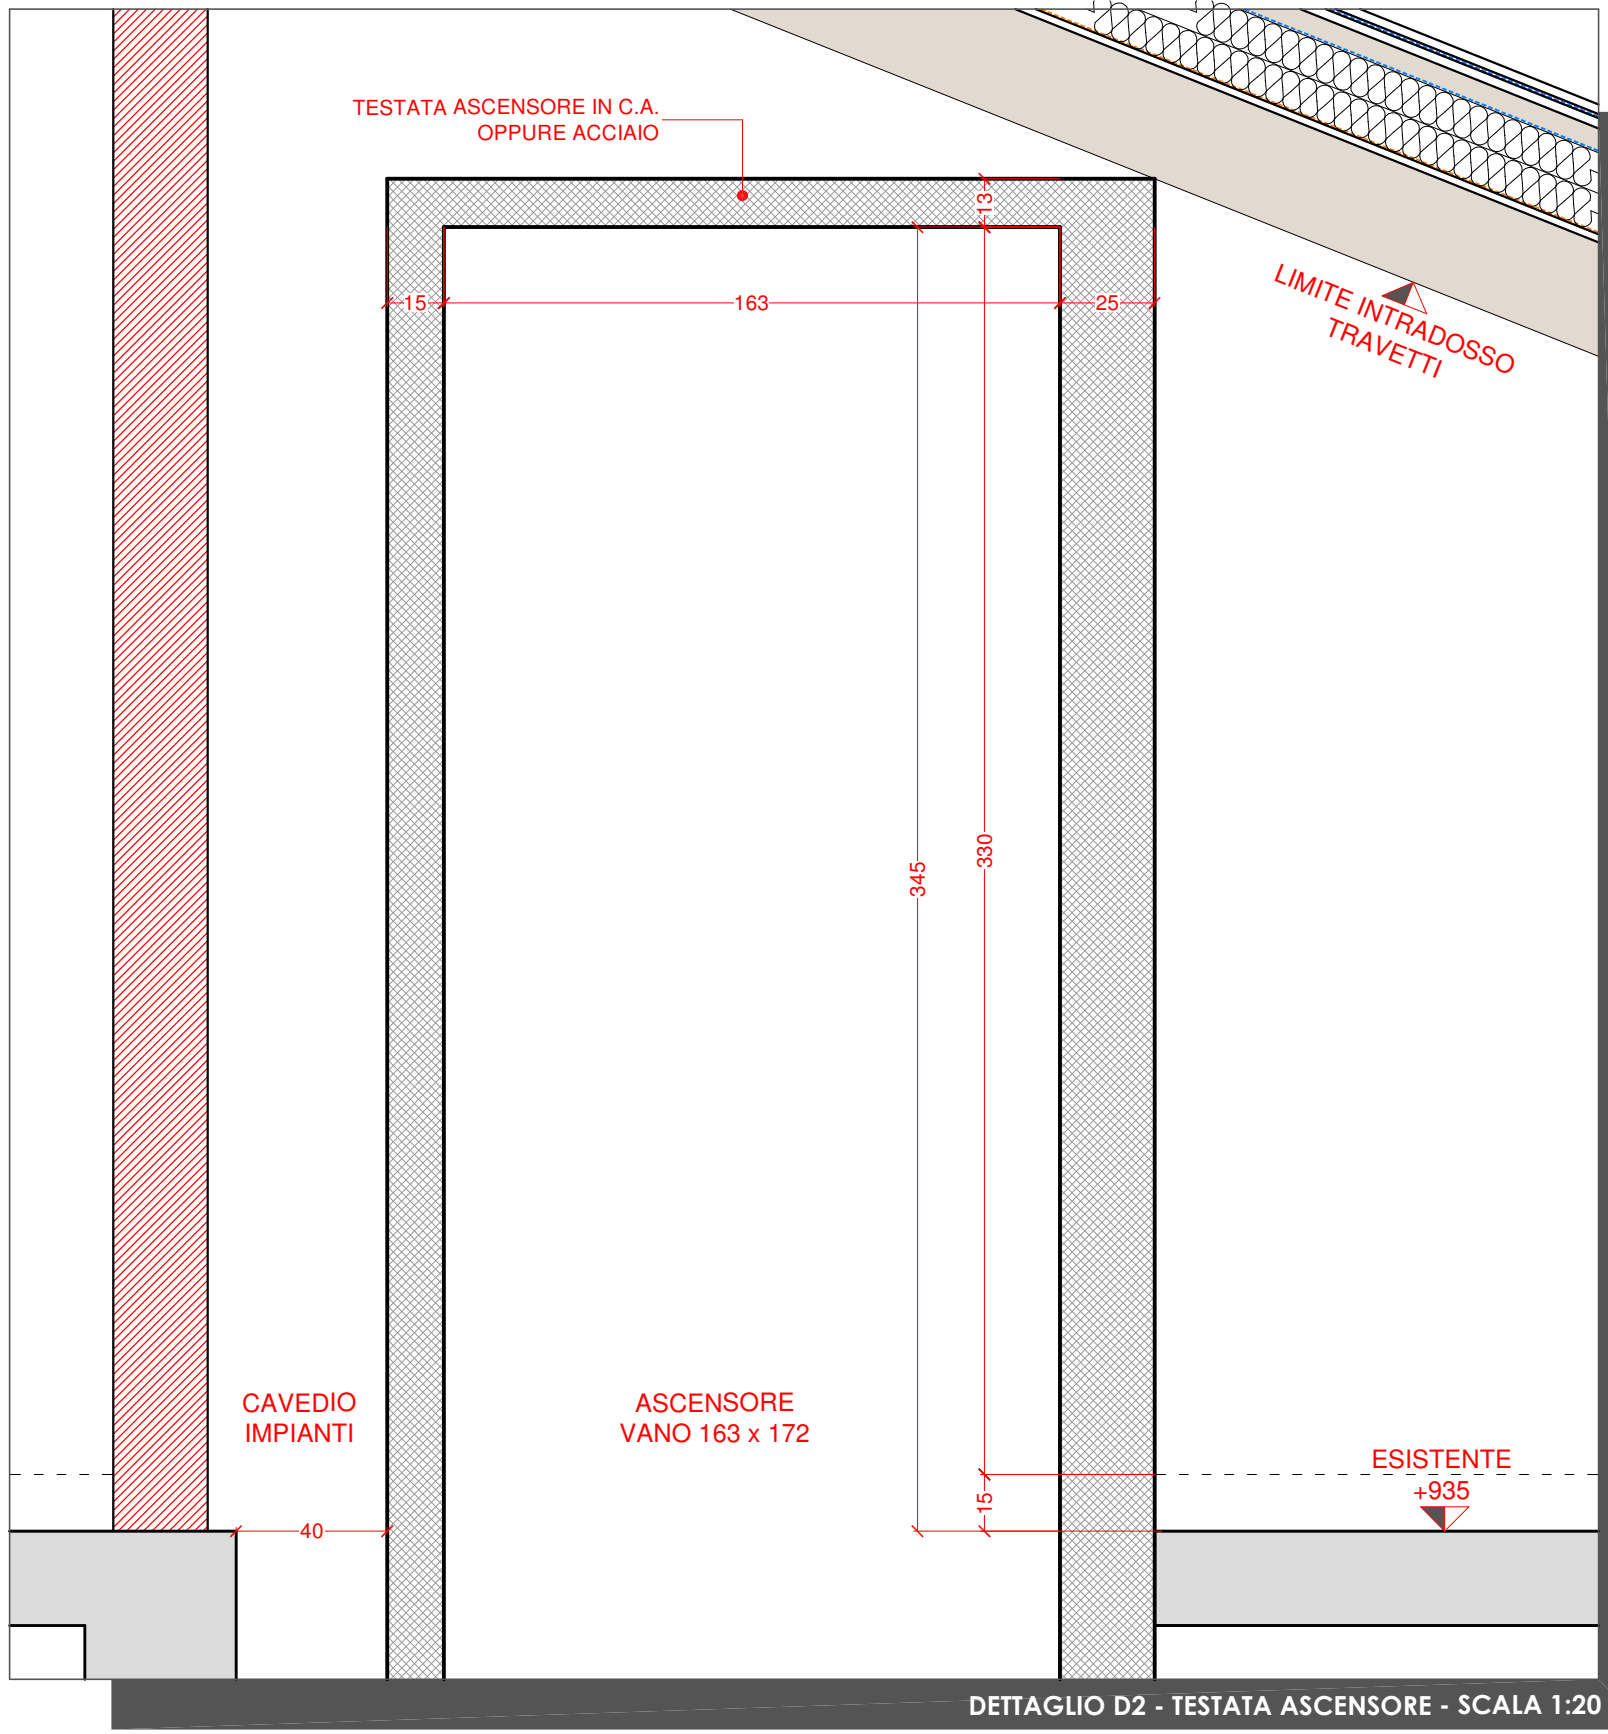 TESTATA ASCENSORE IN C.A.
OPPURE ACCIAIO
13
15
163
25
LIMITE INTRADOSSO
TRAVETTI
345
330
CAVEDIO
IMPIANTI
ASCENSORE
VANO 163 x 172
ESISTENTE
+935
15
40
DETTAGLIO D2 - TESTATA ASCENSORE - SCALA 1:20